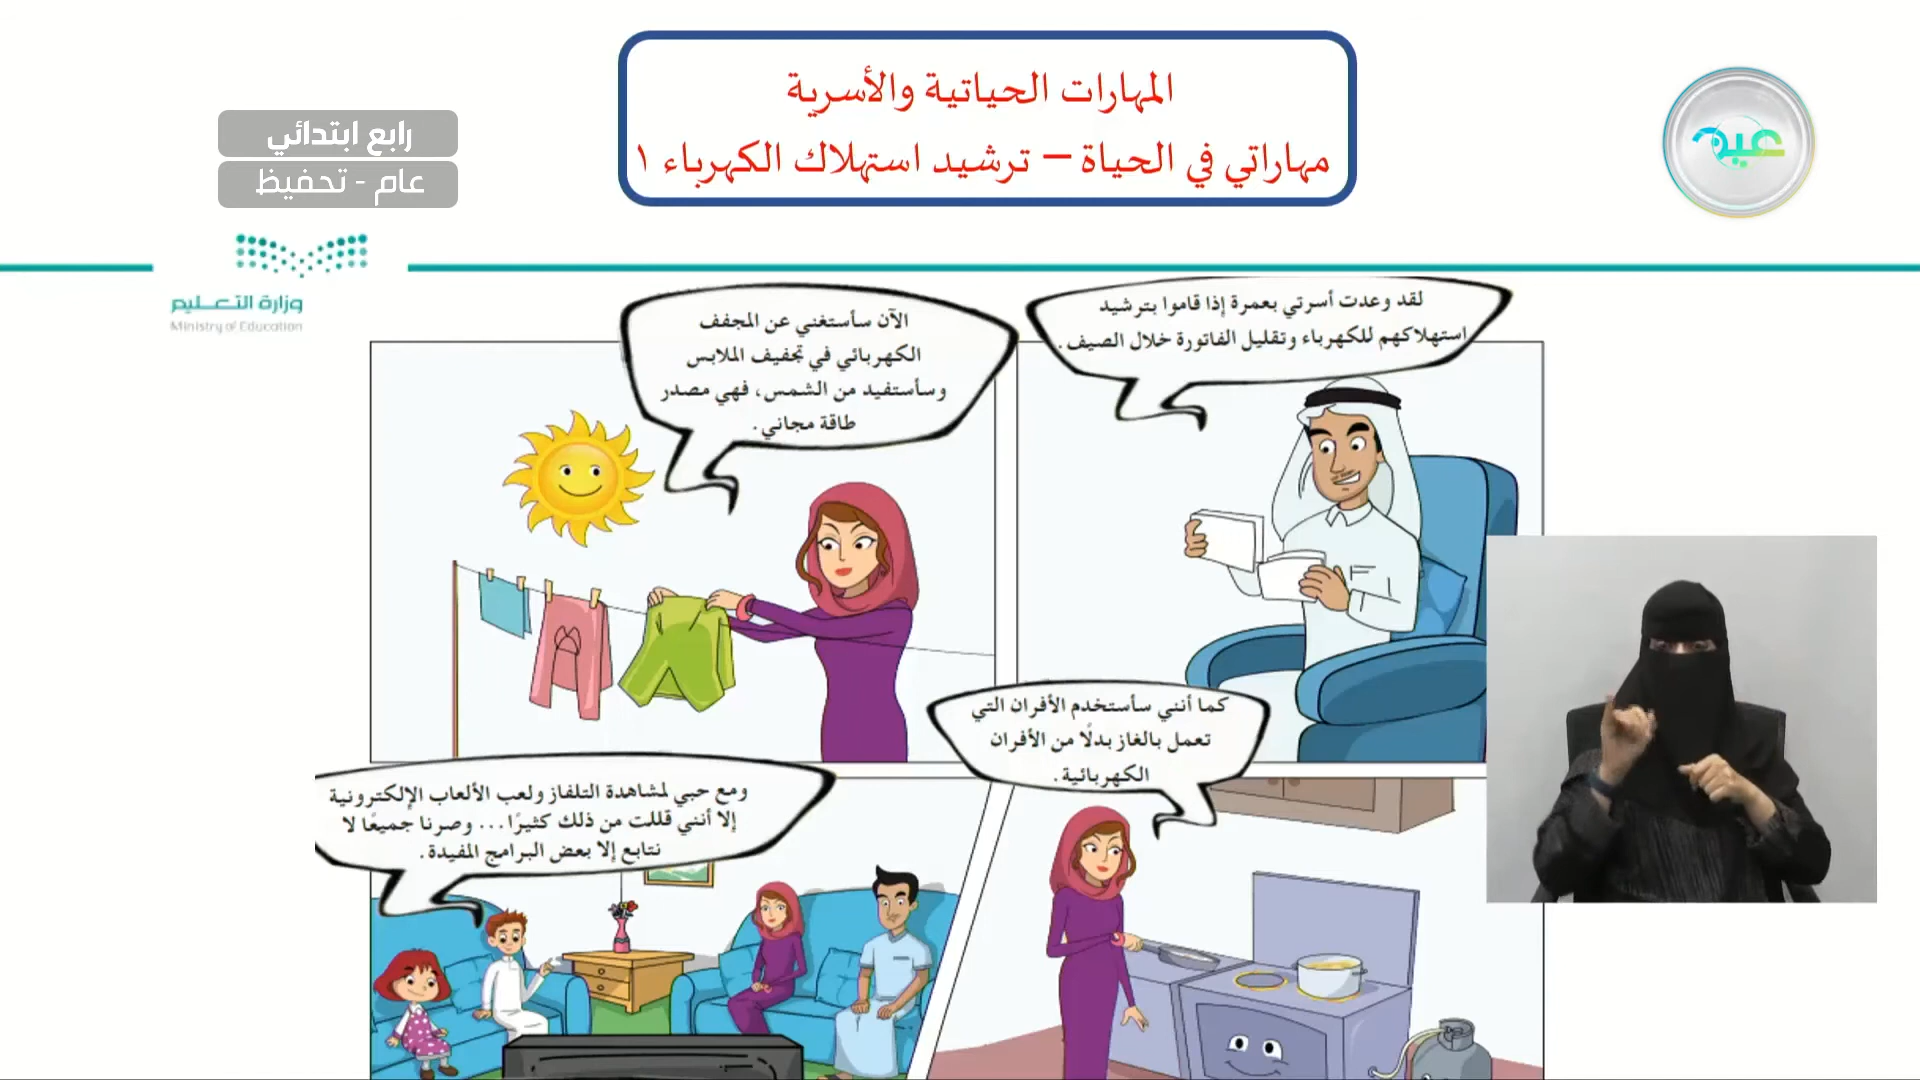 المهارات الحياتية والأسرية
مهاراتي في الحياة – ترشيد استهلاك الكهرباء ١
رابع ابتدائي
عام - تحفيظ
عين
وزارة التعليم
Ministry of Education
لقد وعدت أسرتي بعمرة إذا قاموا بترشيد
استهلاكهم للكهرباء وتقليل الفاتورة خلال الصيف.
الآن سأستغني عن المجفف
الكهربائي في تجفيف الملابس
وسأستفيد من الشمس، فهي مصدر
طاقة مجاني.
كما أنني سأستخدم الأفران التي
تعمل بالغاز بدلًا من الأفران
الكهربائية.
ومع حبي لمشاهدة التلفاز ولعب الألعاب الإلكترونية
إلا أنني قللت من ذلك كثيرًا... وصرنا جميعًا لا
نتابع إلا بعض البرامج المفيدة.